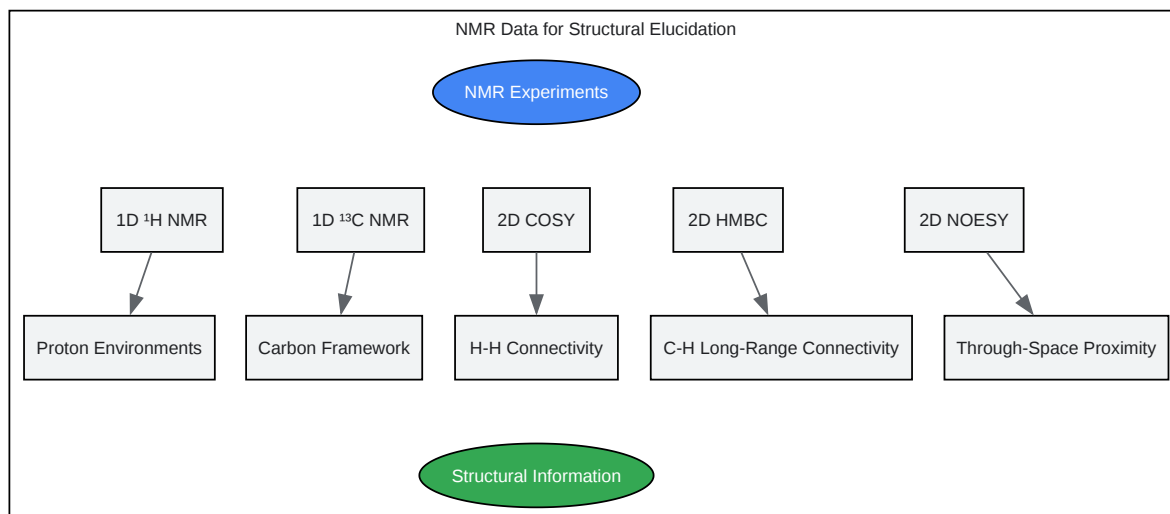 NMR Data for Structural Elucidation
NMR Experiments
1D ¹H NMR
1D ¹³C NMR
2D COSY
2D HMBC
2D NOESY
Proton Environments
Carbon Framework
H-H Connectivity
C-H Long-Range Connectivity
Through-Space Proximity
Structural Information